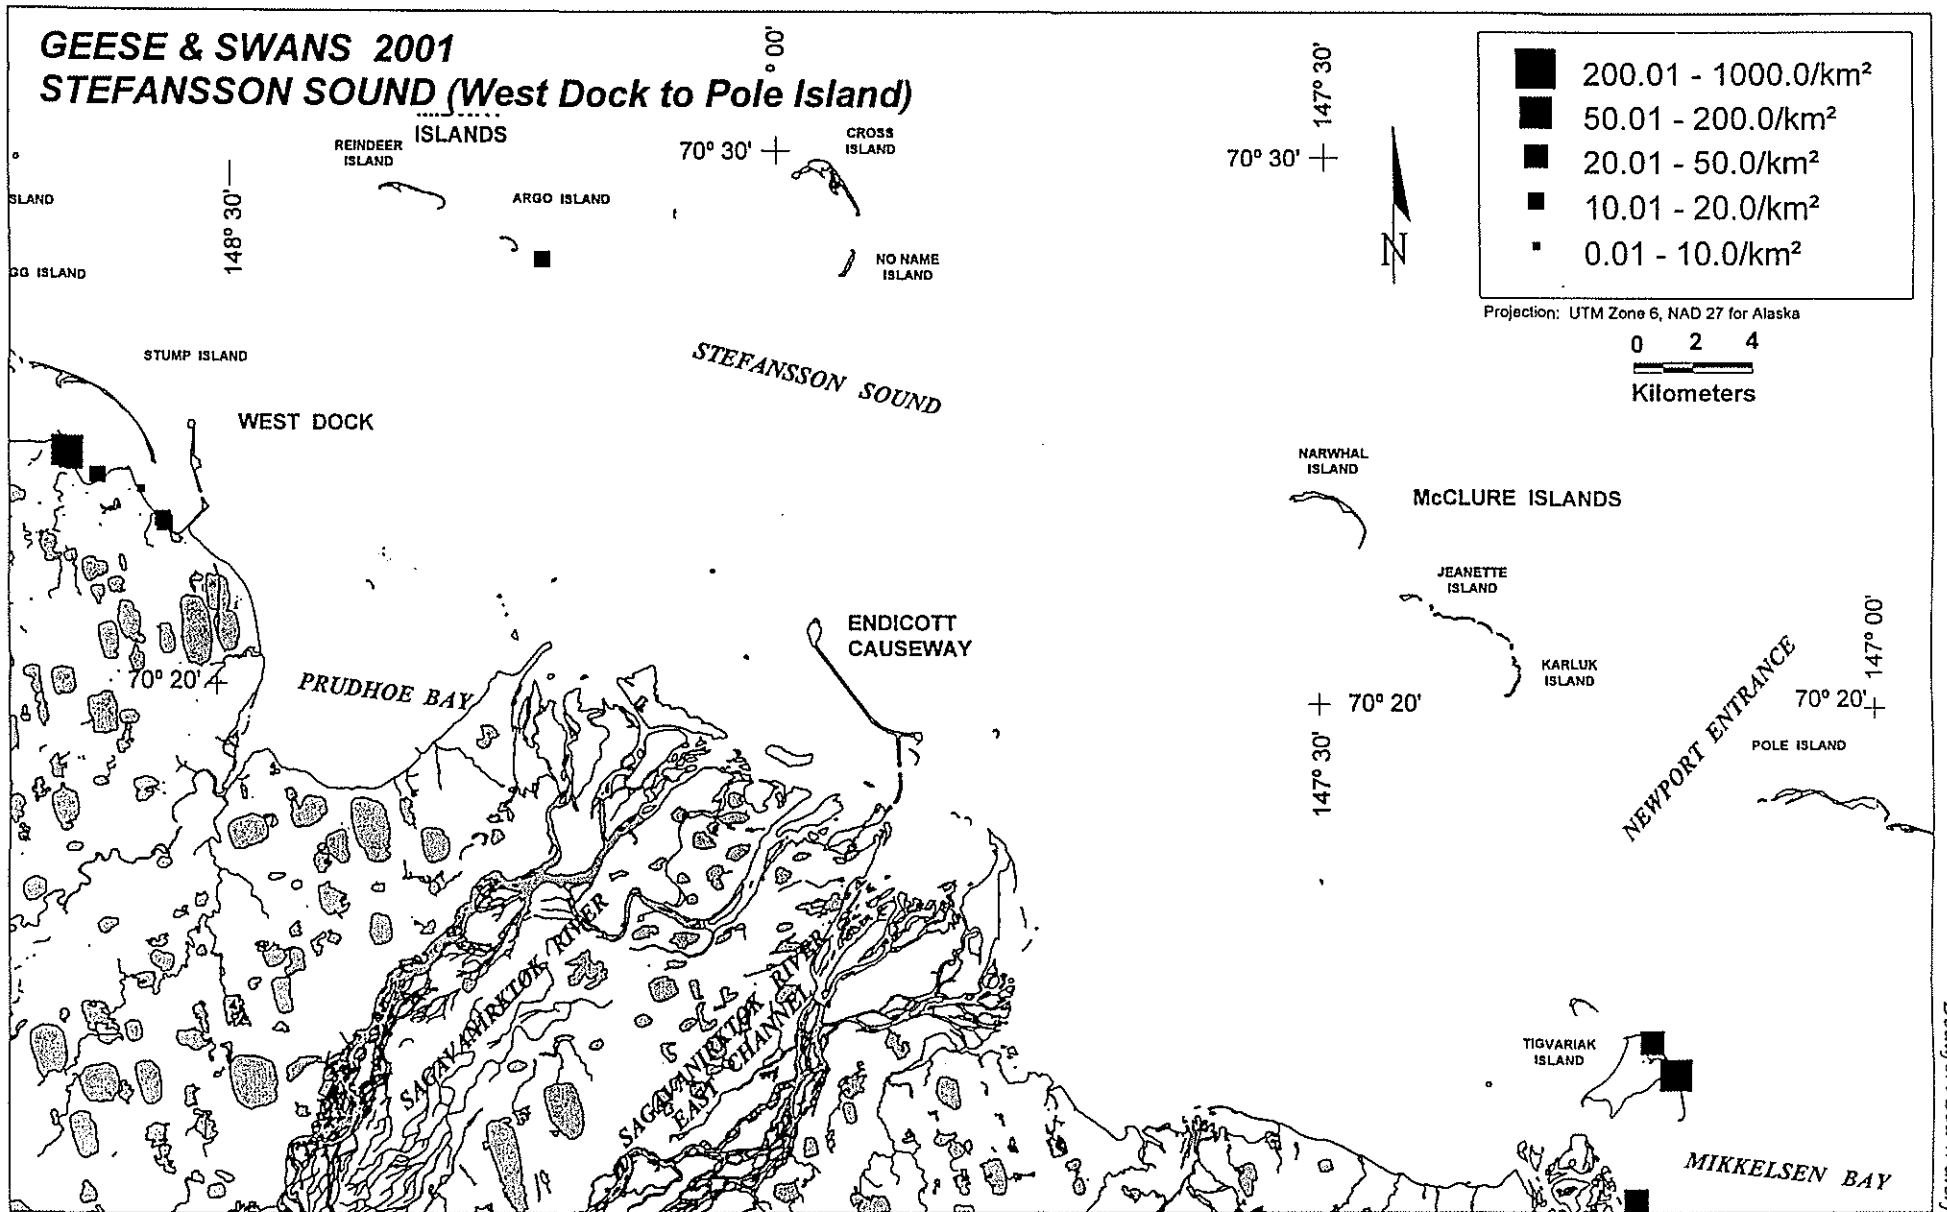 GEESE & SWANS 2001
STEFANSSON SOUND (West Dock to Pole Island)
200.01 - 1000.0/km²
50.01 - 200.0/km²
20.01 - 50.0/km²
10.01 - 20.0/km²
0.01 - 10.0/km²
Projection: UTM Zone 6, NAD 27 for Alaska
0 2 4
Kilometers
N
° 00'
147° 30'
ISLANDS
REINDEER
ISLAND
CROSS
ISLAND
70° 30'
70° 30'
148° 30'
SLAND
ARGO ISLAND
GG ISLAND
NO NAME
ISLAND
STUMP ISLAND
STEFANSSON SOUND
WEST DOCK
NARWHAL
ISLAND
McCLURE ISLANDS
JEANETTE
ISLAND
ENDICOTT
CAUSEWAY
KARLUK
ISLAND
147° 00'
70° 20'
PRUDHOE BAY
70° 20'
70° 20'
147° 30'
NEWPORT ENTRANCE
POLE ISLAND
SAGAVANIRKTOK RIVER
SAGAVANIRKTOK RIVER
EAST CHANNEL
TIGVARIAK
ISLAND
MIKKELSEN BAY